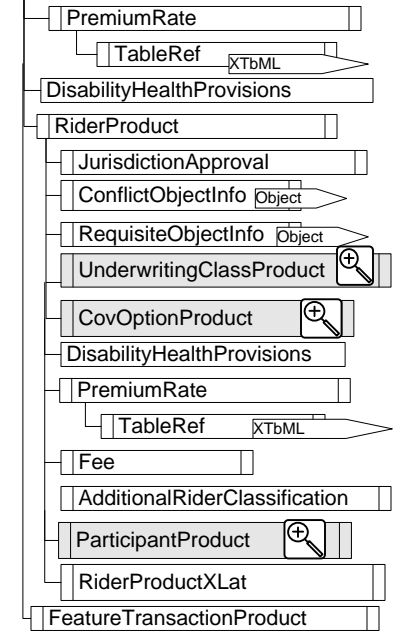 PremiumRate
TableRef XTbML
DisabilityHealthProvisions
RiderProduct
JurisdictionApproval
ConflictObjectInfo Object
RequisiteObjectInfo Object
UnderwritingClassProduct
CovOptionProduct
DisabilityHealthProvisions
PremiumRate
TableRef XTbML
Fee
AdditionalRiderClassification
ParticipantProduct
RiderProductXLat
FeatureTransactionProduct